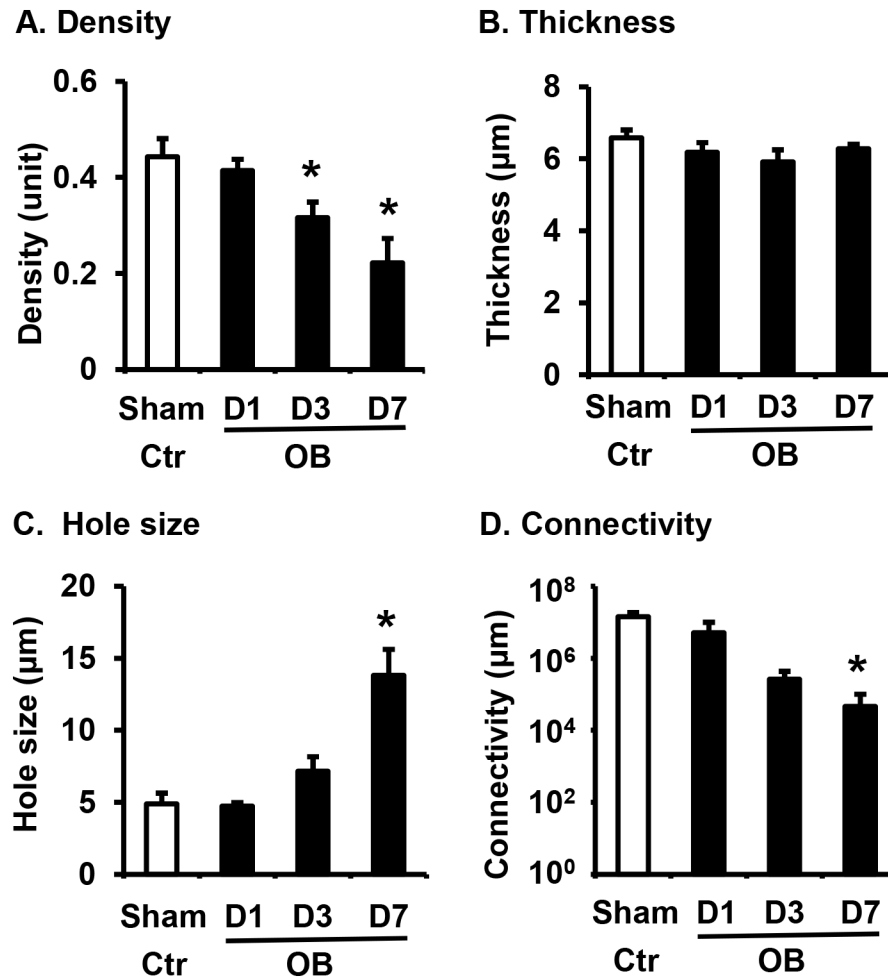 A. Density
0.6
0.4
0.2
0
Density (unit)
*
*
Sham D1 D3 D7
Ctr OB
B. Thickness
8
6
4
2
0
Thickness (µm)
Sham D1 D3 D7
Ctr OB
C. Hole size
20
15
10
5
0
Hole size (µm)
*
Sham D1 D3 D7
Ctr OB
D. Connectivity
10⁸
10⁶
10⁴
10²
10⁰
Connectivity (µm)
*
Sham D1 D3 D7
Ctr OB